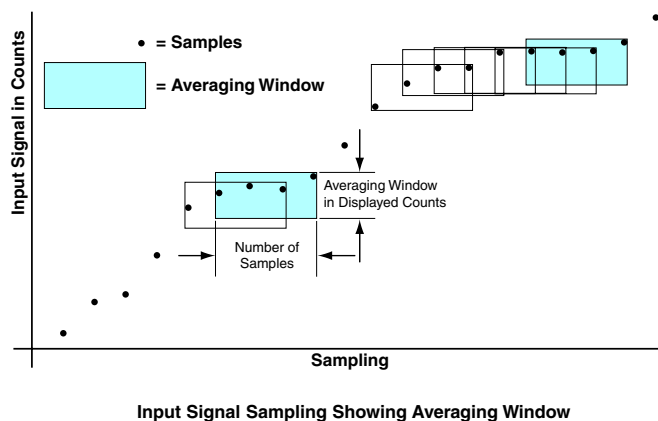 Input Signal in Counts
= Samples
= Averaging Window
Averaging Window
in Displayed Counts
Number of
Samples
Sampling
Input Signal Sampling Showing Averaging Window